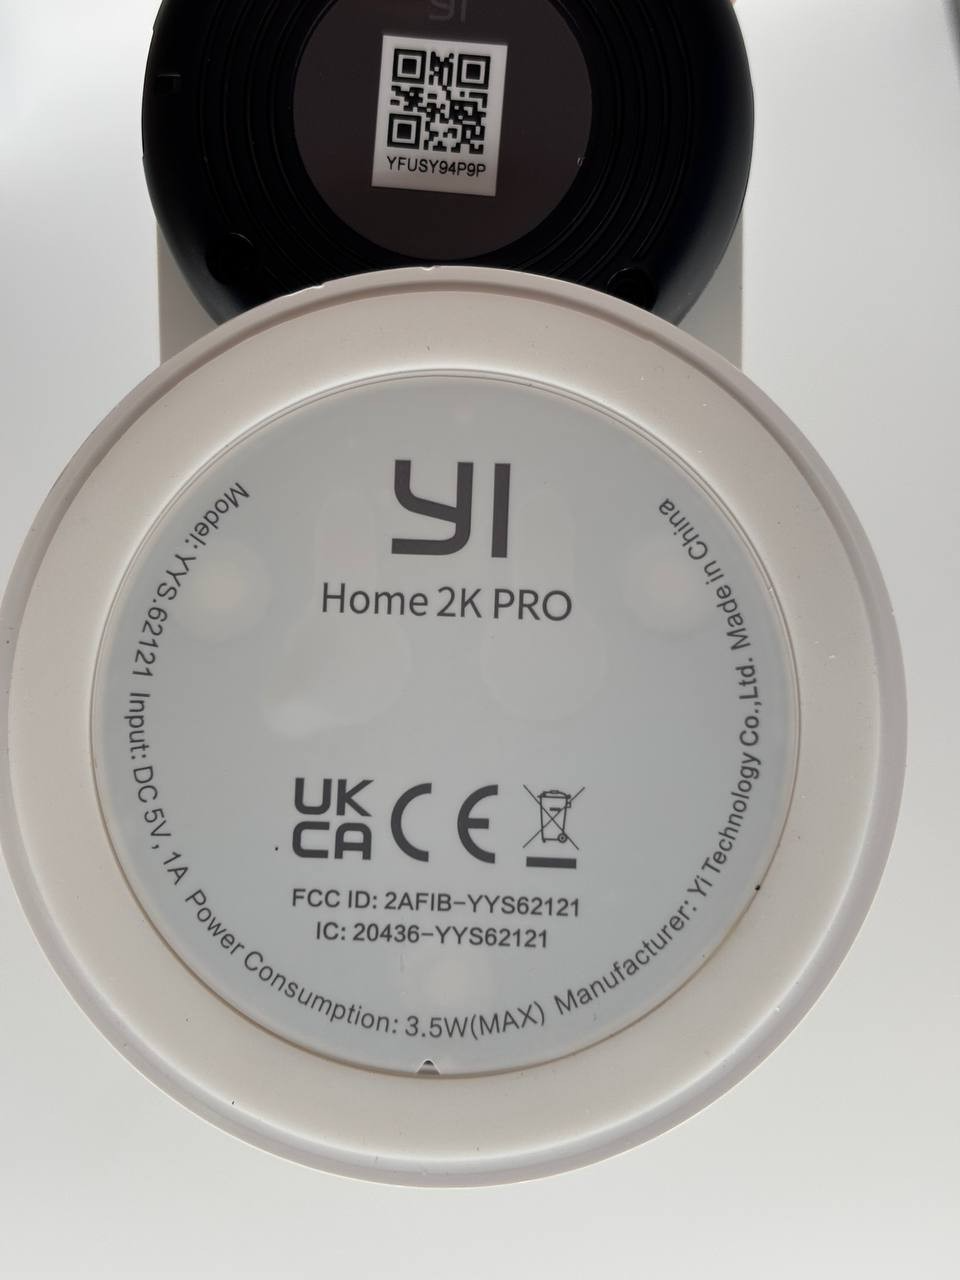 YI
YFUSY94P9P
YI
Home 2K PRO
Model: YYS.62121 Input: DC 5V, 1A Power Consumption: 3.5W(MAX) Manufacturer: Yi Technology Co.,Ltd. Made in China
UK
CA CE
FCC ID: 2AFIB-YYS62121
IC: 20436-YYS62121